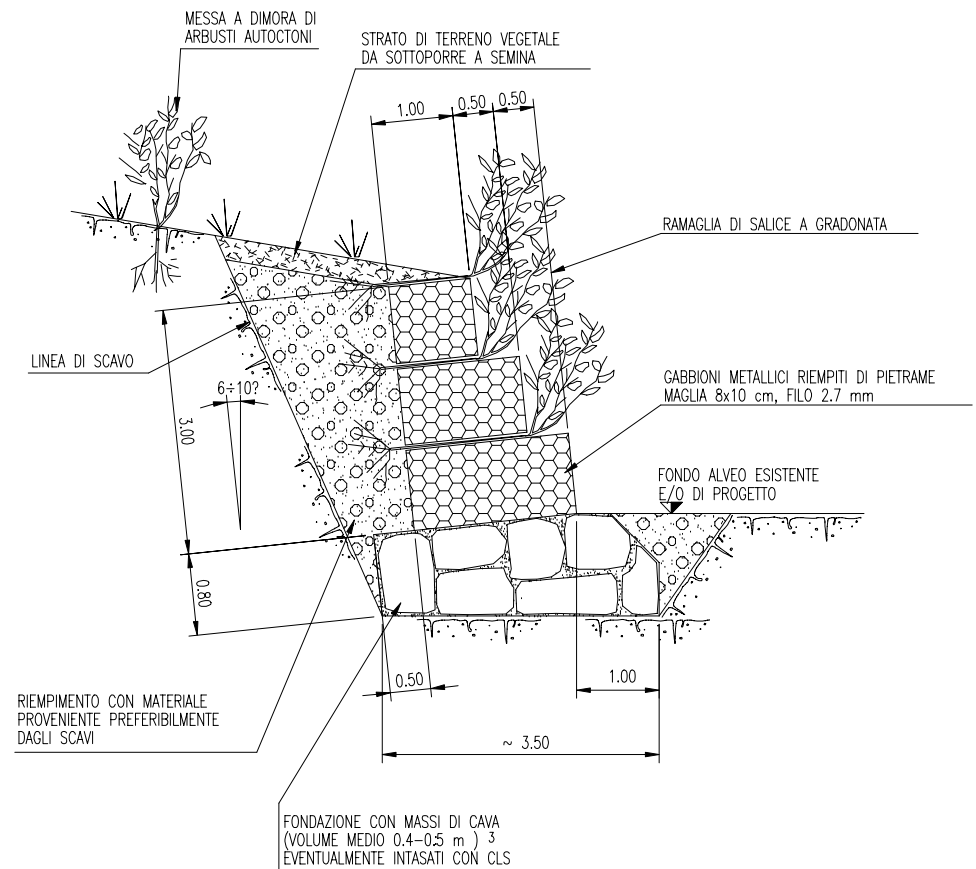 MESSA A DIMORA DI
ARBUSTI AUTOCTONI
STRATO DI TERRENO VEGETALE
DA SOTTOPORRE A SEMINA
1.00
0.50
0.50
RAMAGLIA DI SALICE A GRADONATA
LINEA DI SCAVO
6÷10?
3.00
GABBIONI METALLICI RIEMPITI DI PIETRAME
MAGLIA 8x10 cm, FILO 2.7 mm
FONDO ALVEO ESISTENTE
E/O DI PROGETTO
0.80
0.50
1.00
RIEMPIMENTO CON MATERIALE
PROVENIENTE PREFERIBILMENTE
DAGLI SCAVI
~ 3.50
FONDAZIONE CON MASSI DI CAVA
(VOLUME MEDIO 0.4-0.5 m ) 3
EVENTUALMENTE INTASATI CON CLS